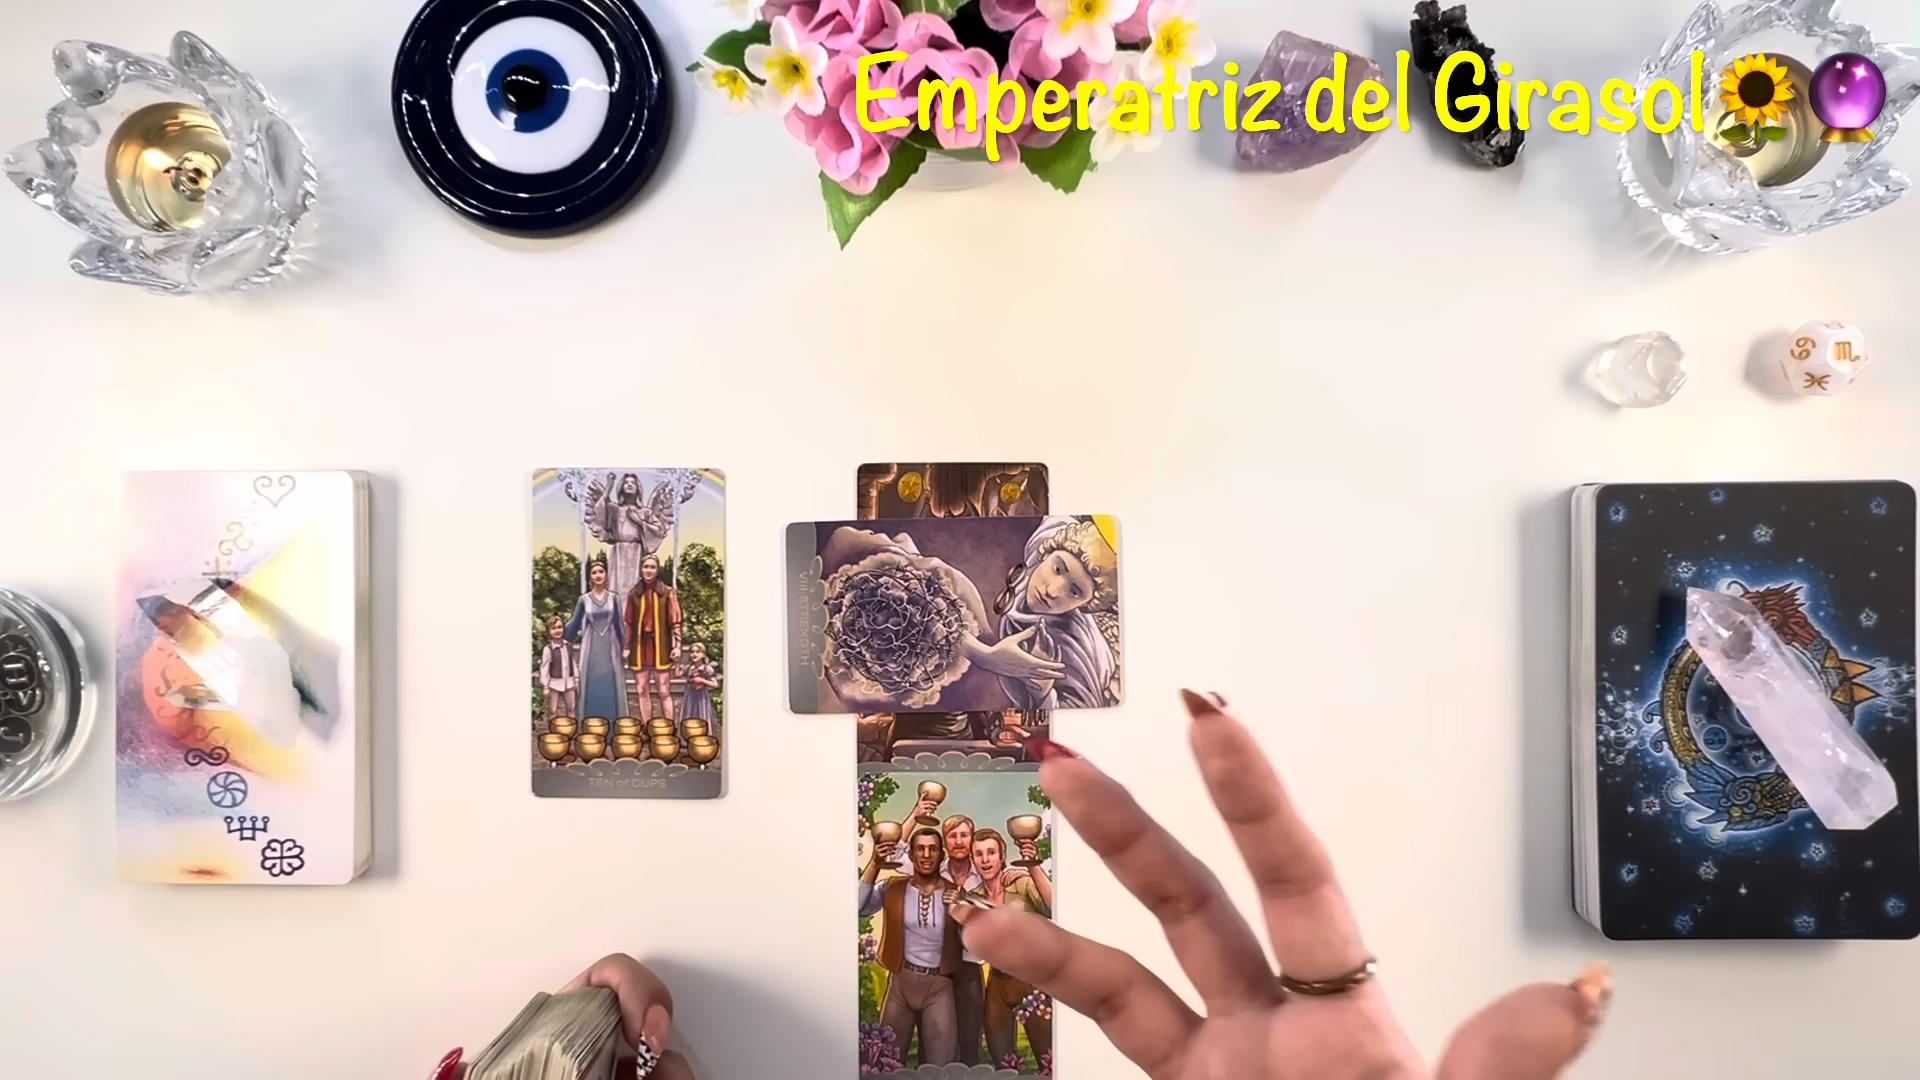 Emperatriz del Girasol🌻🔮
VIII STRENGTH
TEN of CUPS